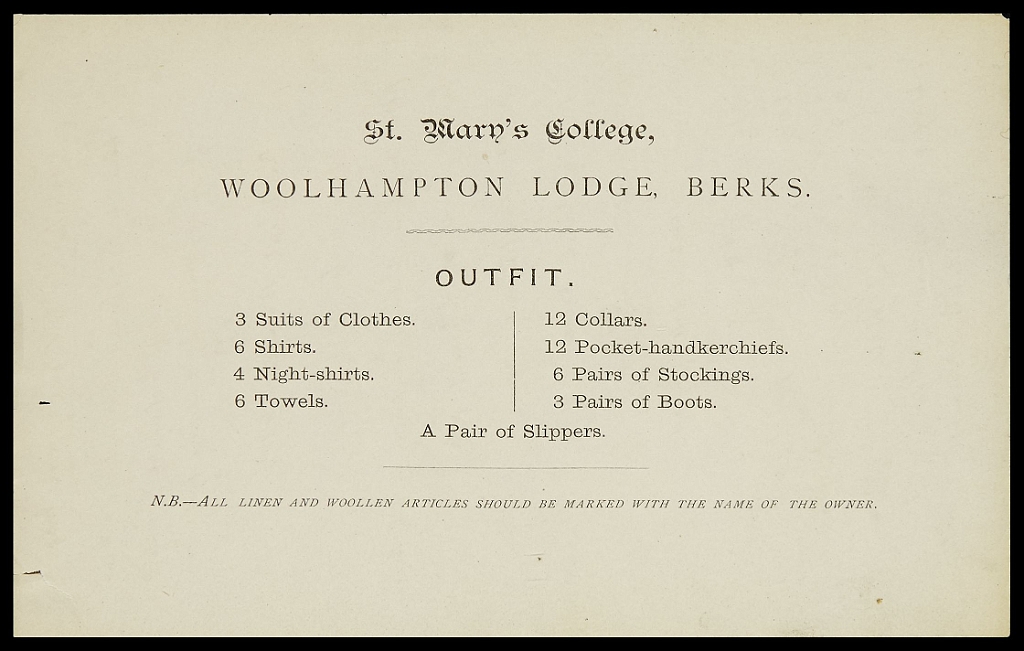 St. Mary's College,
WOOLHAMPTON LODGE, BERKS.
OUTFIT.
3 Suits of Clothes.
6 Shirts.
4 Night-shirts.
6 Towels.
12 Collars.
12 Pocket-handkerchiefs.
6 Pairs of Stockings.
3 Pairs of Boots.
A Pair of Slippers.
N.B.—ALL LINEN AND WOOLLEN ARTICLES SHOULD BE MARKED WITH THE NAME OF THE OWNER.